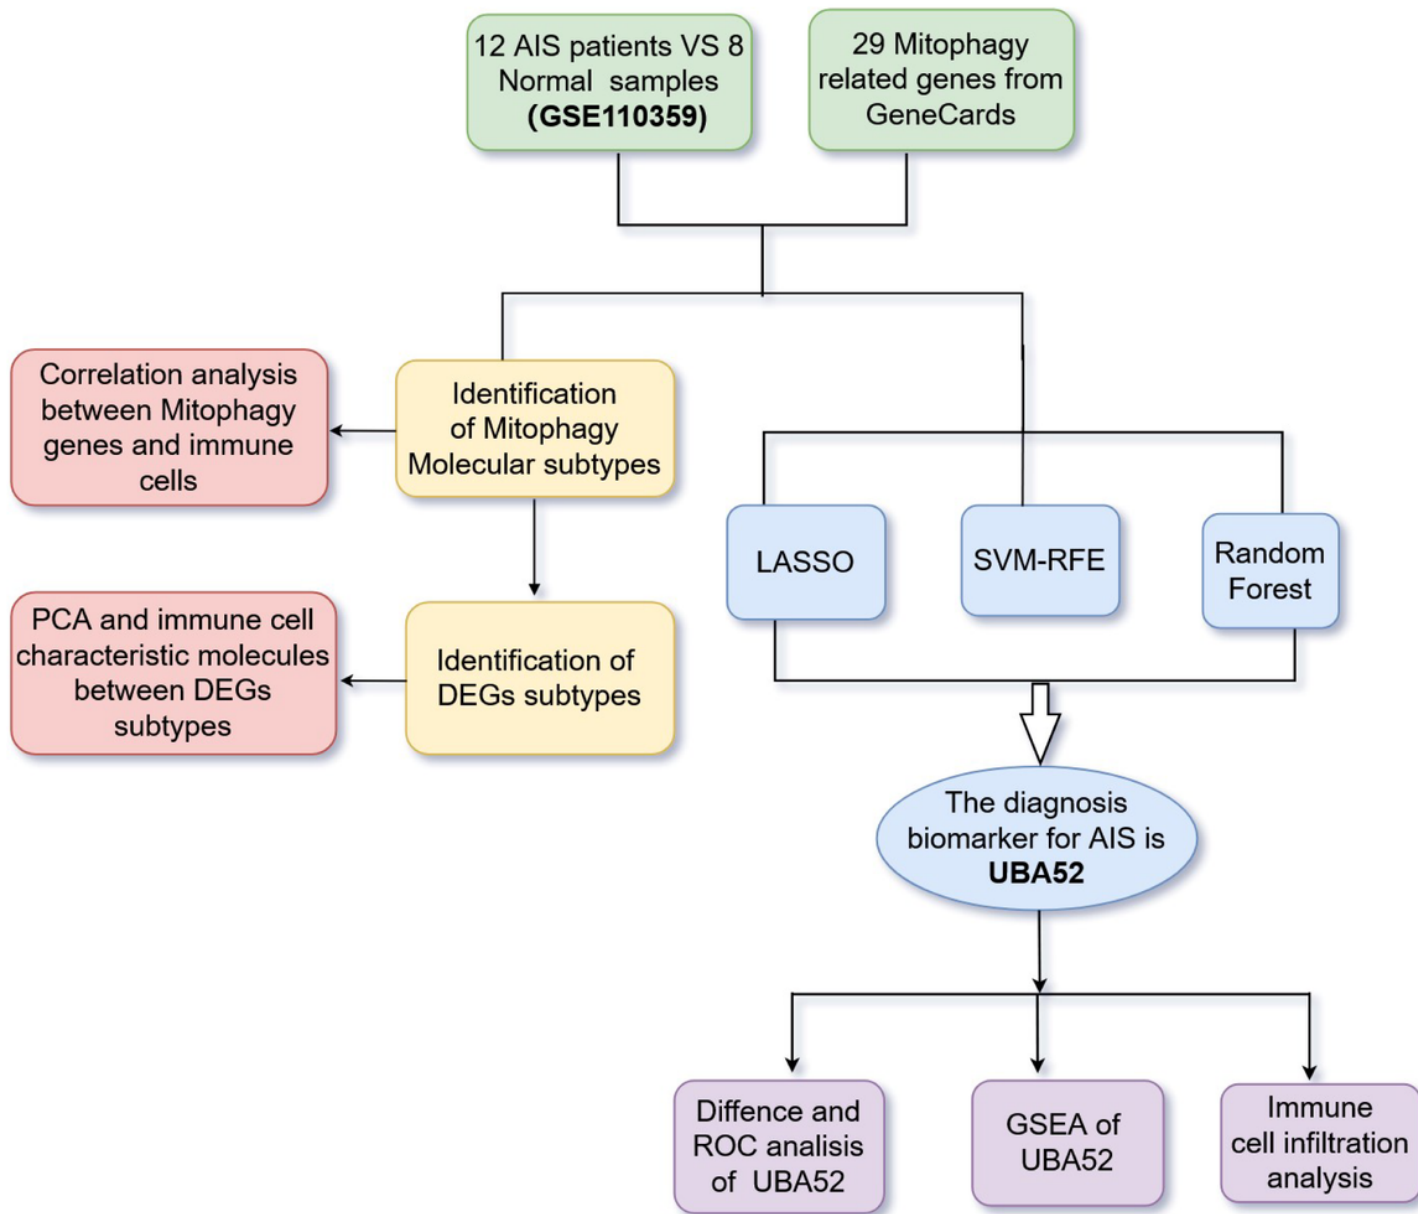 12 AIS patients VS 8
Normal samples
(GSE110359)
29 Mitophagy
related genes from
GeneCards
Correlation analysis
between Mitophagy
genes and immune
cells
Identification
of Mitophagy
Molecular subtypes
LASSO
SVM-RFE
Random
Forest
PCA and immune cell
characteristic molecules
between DEGs
subtypes
Identification of
DEGs subtypes
The diagnosis
biomarker for AIS is
UBA52
Diffence and
ROC analisis
of UBA52
GSEA of
UBA52
Immune
cell infiltration
analysis